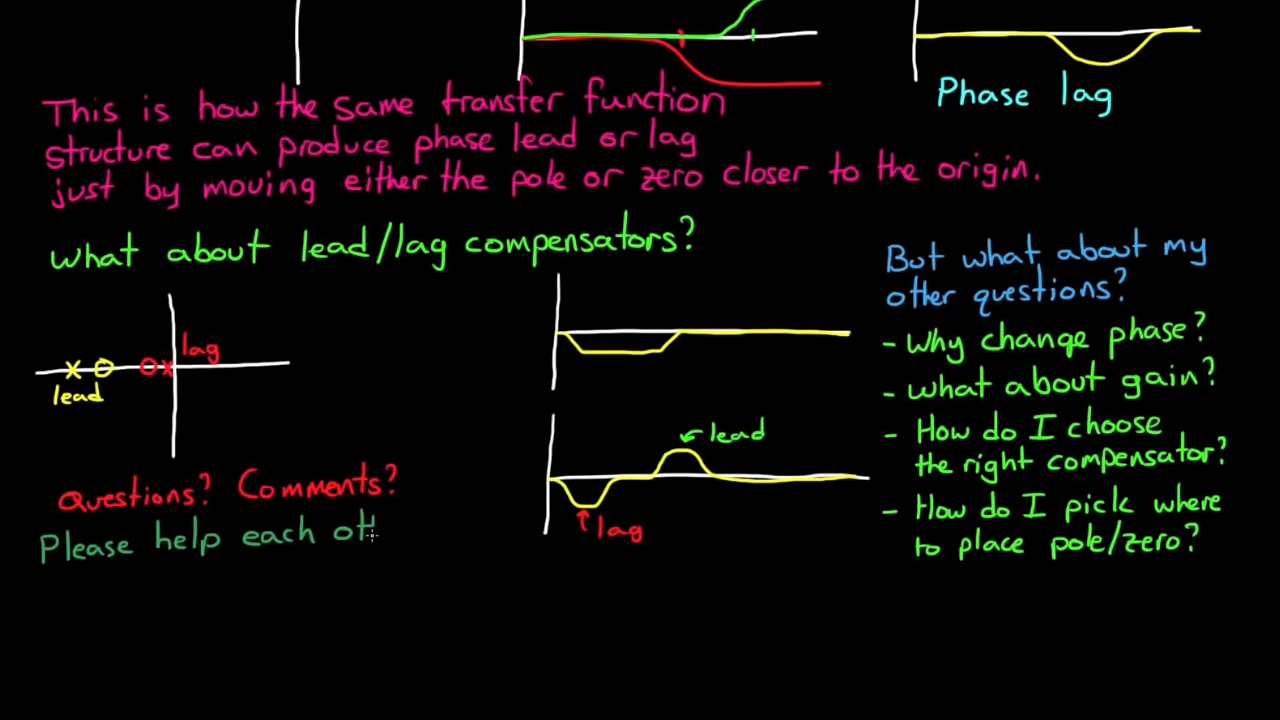 Phase lag
This is how the same transfer function
structure can produce phase lead or lag
just by moving either the pole or zero closer to the origin.
what about lead/lag compensators?
lag
lead
lead
lag
But what about my
other questions?
- Why change phase?
- what about gain?
- How do I choose
the right compensator?
- How do I pick where
to place pole/zero?
Questions? Comments?
Please help each ot